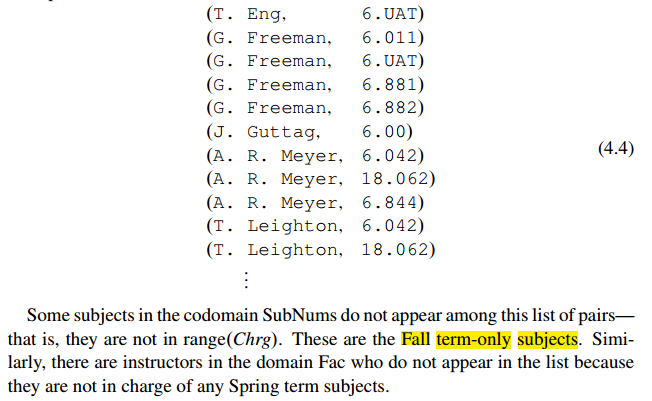 (T. Eng, 6.UAT)
(G. Freeman, 6.011)
(G. Freeman, 6.UAT)
(G. Freeman, 6.881)
(G. Freeman, 6.882)
(J. Guttag, 6.00)
(A. R. Meyer, 6.042)
(4.4)
(A. R. Meyer, 18.062)
(A. R. Meyer, 6.844)
(T. Leighton, 6.042)
(T. Leighton, 18.062)
⋮
Some subjects in the codomain SubNums do not appear among this list of pairs—
that is, they are not in range(Chrg). These are the Fall term-only subjects. Simi-
larly, there are instructors in the domain Fac who do not appear in the list because
they are not in charge of any Spring term subjects.